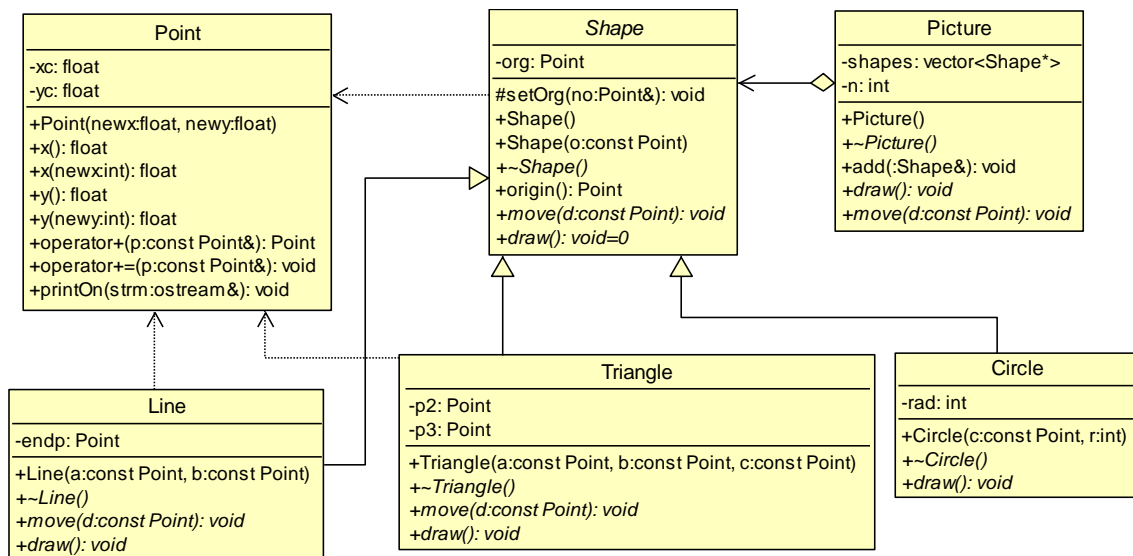 Point
-xc: float
-yc: float
+Point(newx:float, newy:float)
+x(): float
+x(newx:int): float
+y(): float
+y(newy:int): float
+operator+(p:const Point&): Point
+operator+=(p:const Point&): void
+printOn(strm:ostream&): void
Shape
-org: Point
#setOrg(no:Point&): void
+Shape()
+Shape(o:const Point)
+~Shape()
+origin(): Point
+move(d:const Point): void
+draw(): void=0
Picture
-shapes: vector<Shape*>
-n: int
+Picture()
+~Picture()
+add(:Shape&): void
+draw(): void
+move(d:const Point): void
Line
-endp: Point
+Line(a:const Point, b:const Point)
+~Line()
+move(d:const Point): void
+draw(): void
Triangle
-p2: Point
-p3: Point
+Triangle(a:const Point, b:const Point, c:const Point)
+~Triangle()
+move(d:const Point): void
+draw(): void
Circle
-rad: int
+Circle(c:const Point, r:int)
+~Circle()
+draw(): void